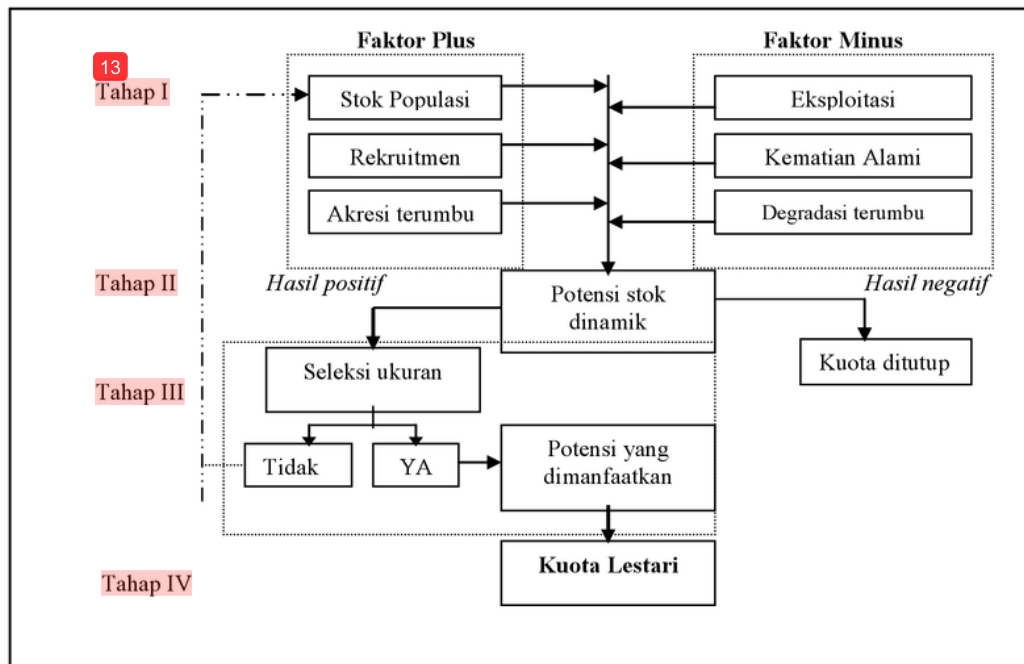 Faktor Plus
Faktor Minus
13
Tahap I
Stok Populasi
Eksploitasi
Rekruitmen
Kematian Alami
Akresi terumbu
Degradasi terumbu
Tahap II
Hasil positif
Hasil negatif
Potensi stok
dinamik
Kuota ditutup
Tahap III
Seleksi ukuran
Tidak
YA
Potensi yang
dimanfaatkan
Kuota Lestari
Tahap IV